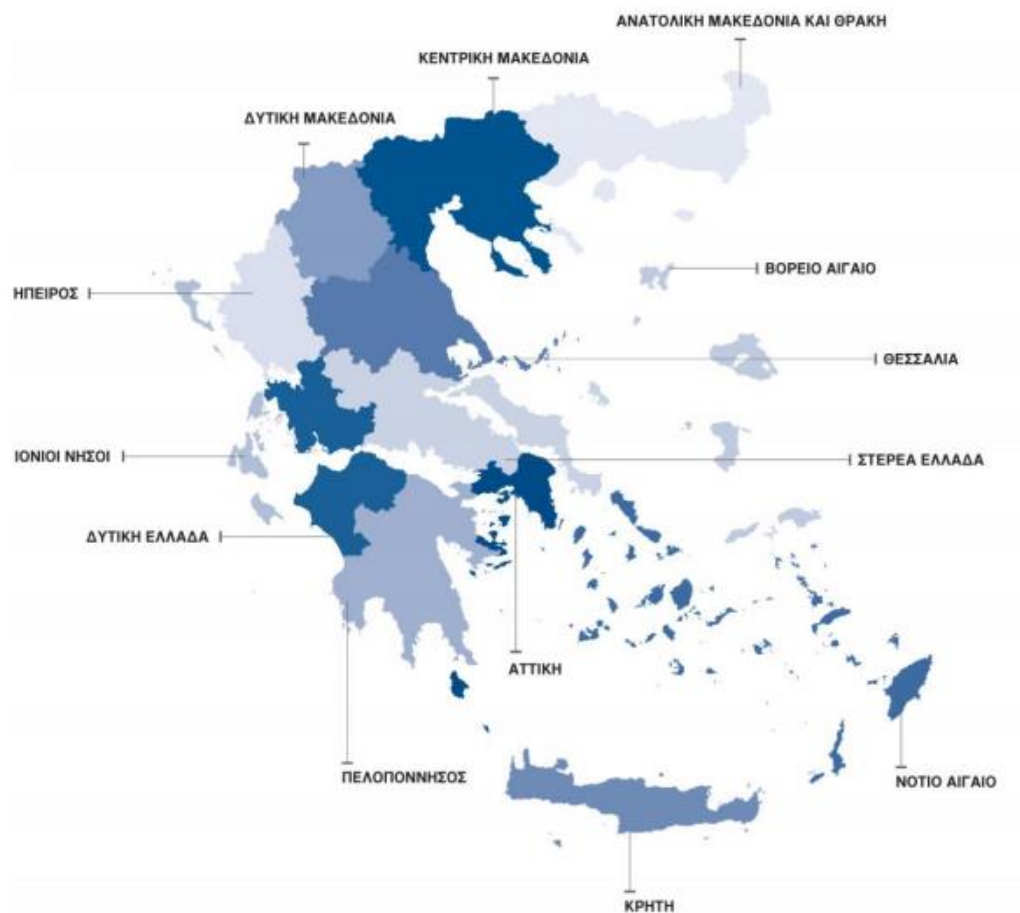 ΑΝΑΤΟΛΙΚΗ ΜΑΚΕΔΟΝΙΑ ΚΑΙ ΘΡΑΚΗ
ΚΕΝΤΡΙΚΗ ΜΑΚΕΔΟΝΙΑ
ΔΥΤΙΚΗ ΜΑΚΕΔΟΝΙΑ
ΒΟΡΕΙΟ ΑΙΓΑΙΟ
ΗΠΕΙΡΟΣ
ΘΕΣΣΑΛΙΑ
ΙΟΝΙΟΙ ΝΗΣΟΙ
ΣΤΕΡΕΑ ΕΛΛΑΔΑ
ΔΥΤΙΚΗ ΕΛΛΑΔΑ
ΑΤΤΙΚΗ
ΠΕΛΟΠΟΝΝΗΣΟΣ
ΝΟΤΙΟ ΑΙΓΑΙΟ
ΚΡΗΤΗ